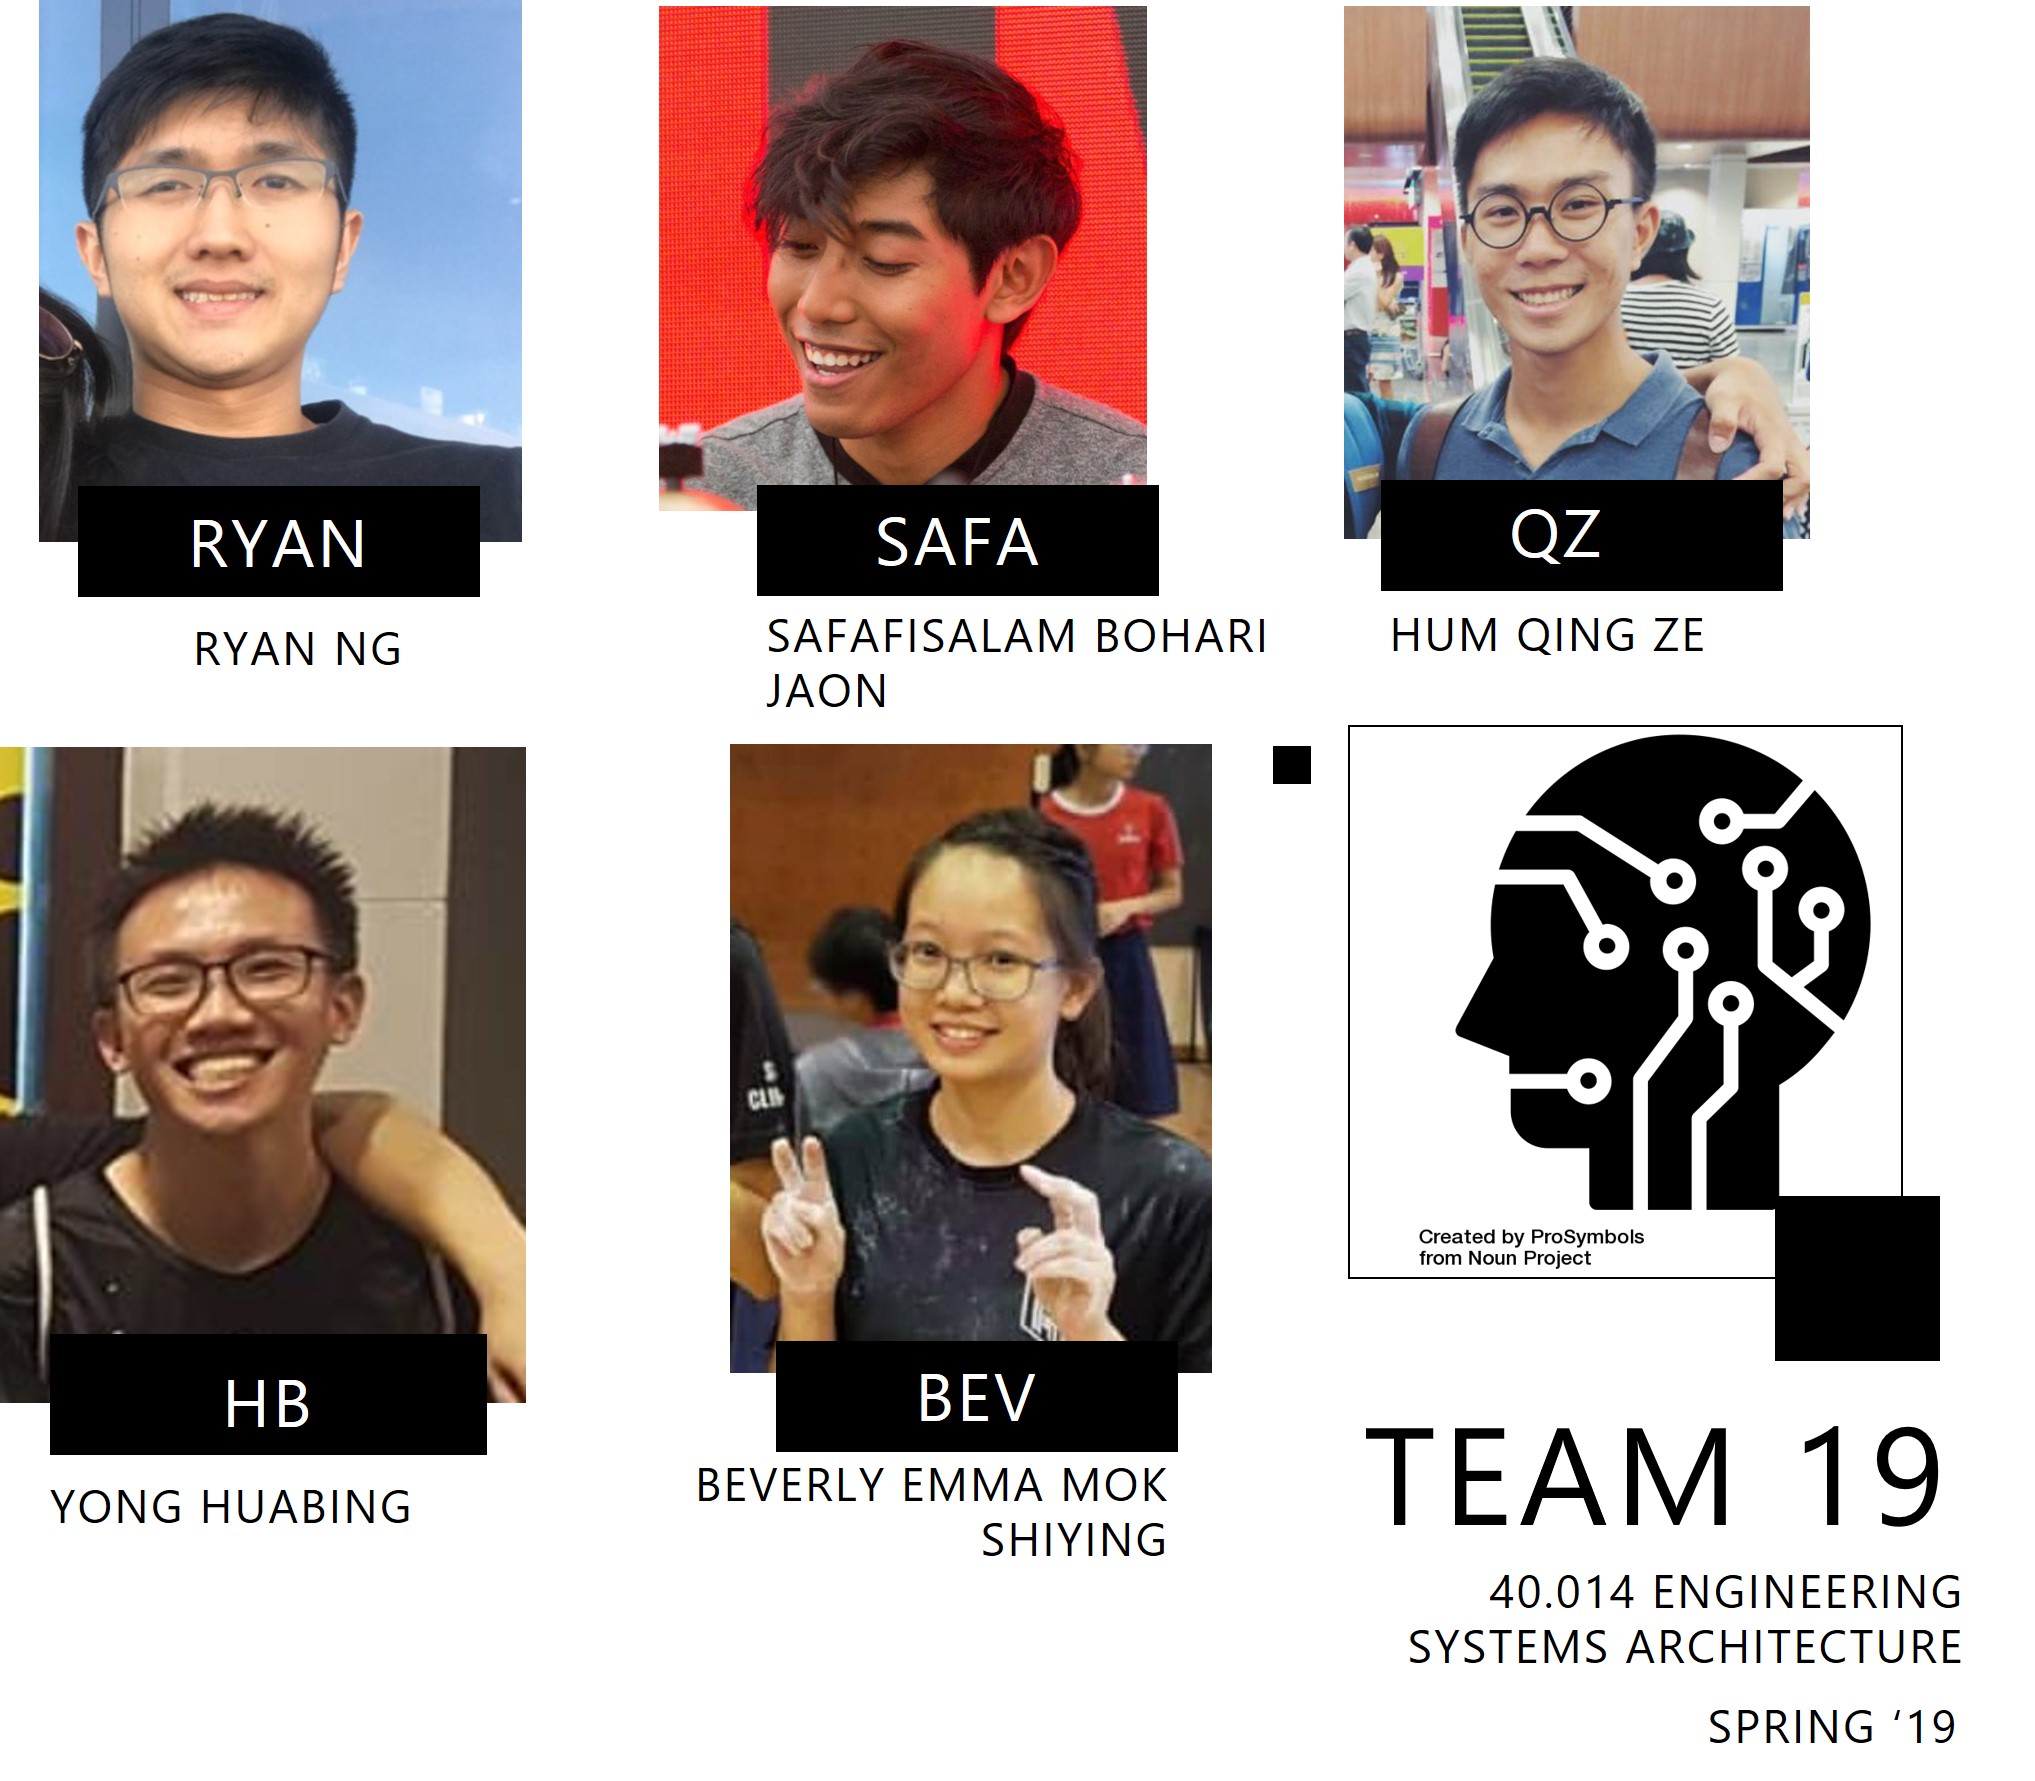 RYAN
RYAN NG
SAFA
SAFAFISALAM BOHARI
JAON
QZ
HUM QING ZE
HB
YONG HUABING
BEV
BEVERLY EMMA MOK
SHIYING
Created by ProSymbols
from Noun Project
TEAM 19
40.014 ENGINEERING
SYSTEMS ARCHITECTURE
SPRING ‘19